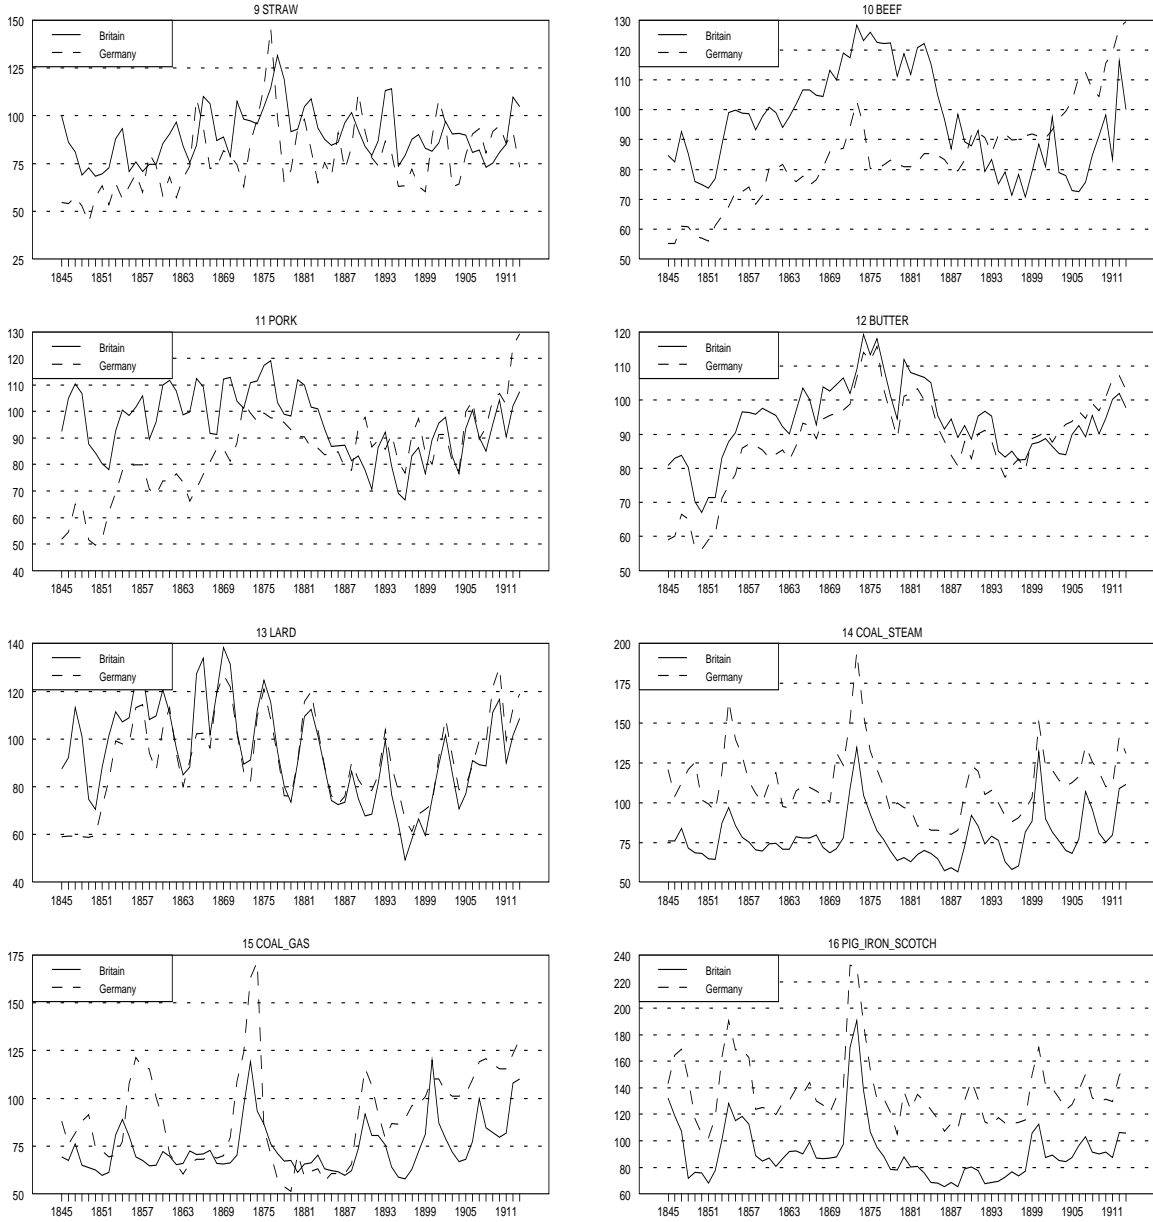 9 STRAW
150
125
100
75
50
25
Britain
Germany
1845 1851 1857 1863 1869 1875 1881 1887 1893 1899 1905 1911
10 BEEF
130
120
110
100
90
80
70
60
50
Britain
Germany
1845 1851 1857 1863 1869 1875 1881 1887 1893 1899 1905 1911
11 PORK
130
120
110
100
90
80
70
60
50
40
Britain
Germany
1845 1851 1857 1863 1869 1875 1881 1887 1893 1899 1905 1911
12 BUTTER
120
110
100
90
80
70
60
50
Britain
Germany
1845 1851 1857 1863 1869 1875 1881 1887 1893 1899 1905 1911
13 LARD
140
120
100
80
60
40
Britain
Germany
1845 1851 1857 1863 1869 1875 1881 1887 1893 1899 1905 1911
14 COAL_STEAM
200
175
150
125
100
75
50
Britain
Germany
1845 1851 1857 1863 1869 1875 1881 1887 1893 1899 1905 1911
15 COAL_GAS
175
150
125
100
75
50
Britain
Germany
1845 1851 1857 1863 1869 1875 1881 1887 1893 1899 1905 1911
16 PIG_IRON_SCOTCH
240
220
200
180
160
140
120
100
80
60
Britain
Germany
1845 1851 1857 1863 1869 1875 1881 1887 1893 1899 1905 1911